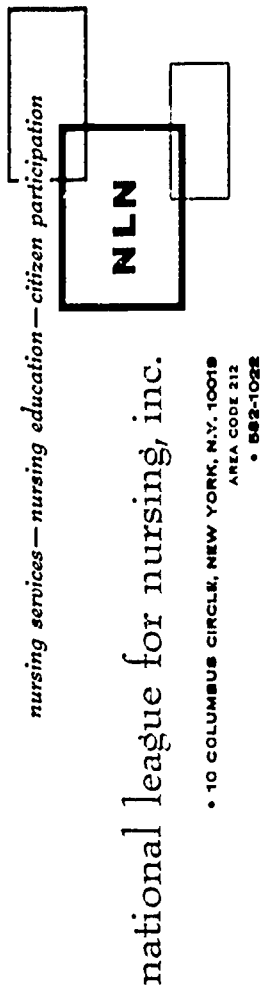 nursing services—nursing education—citizen participation
NLN
national league for nursing, inc.
• 10 COLUMBUS CIRCLE, NEW YORK, N.Y. 10019
AREA CODE 212
• 582-1022